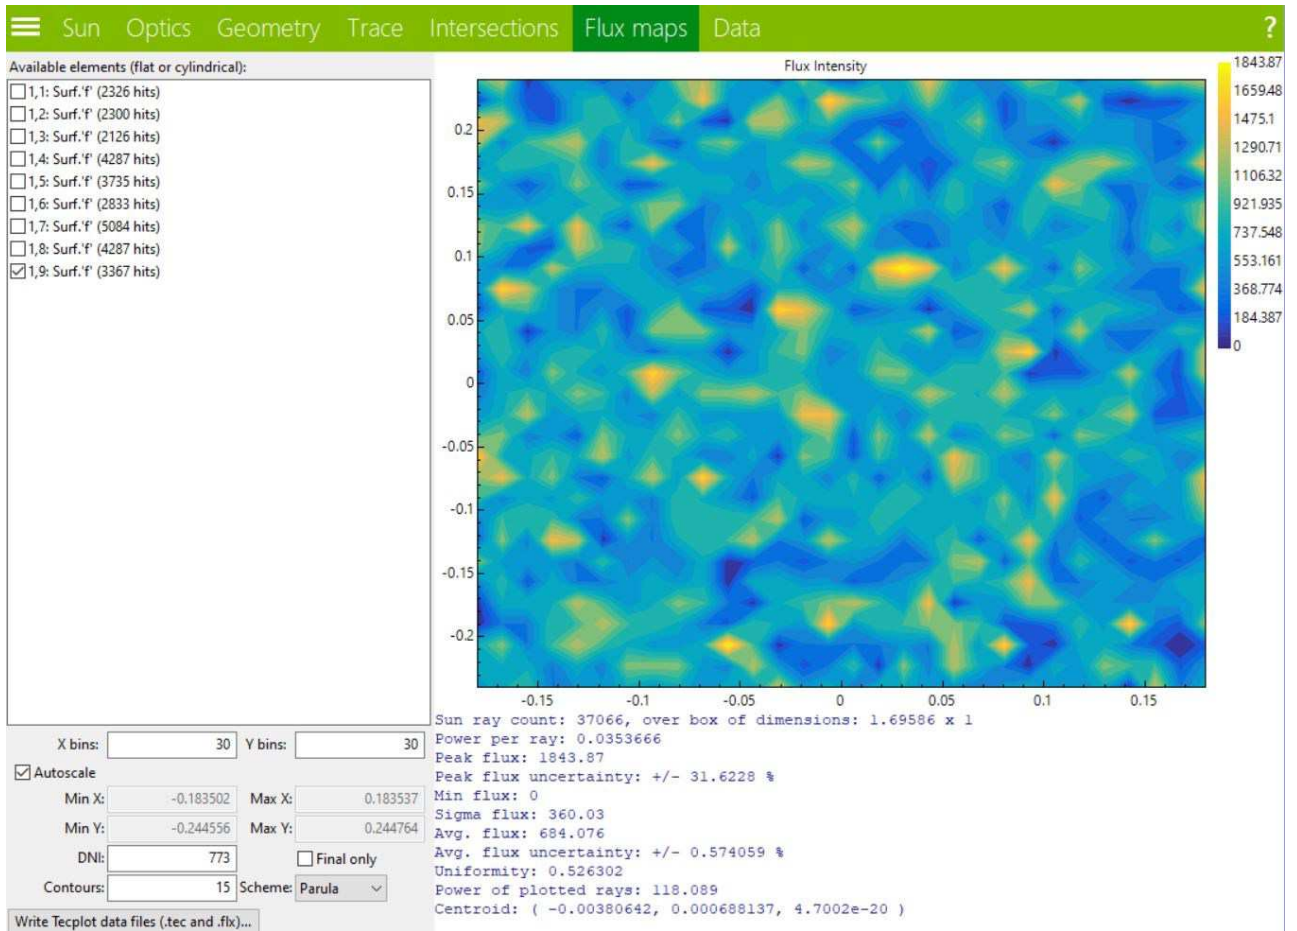 Sun Optics Geometry Trace Intersections Flux maps Data ?
Available elements (flat or cylindrical):
1,1: Surf.'f' (2326 hits)
1,2: Surf.'f' (2300 hits)
1,3: Surf.'f' (2126 hits)
1,4: Surf.'f' (4287 hits)
1,5: Surf.'f' (3735 hits)
1,6: Surf.'f' (2833 hits)
1,7: Surf.'f' (5084 hits)
1,8: Surf.'f' (4287 hits)
1,9: Surf.'f' (3367 hits)
Flux Intensity
0.2
0.15
0.1
0.05
0
-0.05
-0.1
-0.15
-0.2
-0.15 -0.1 -0.05 0 0.05 0.1 0.15
1843.87
1659.48
1475.1
1290.71
1106.32
921.935
737.548
553.161
368.774
184.387
0
X bins: 30 Y bins: 30
Autoscale
Min X: -0.183502 Max X: 0.183537
Min Y: -0.244556 Max Y: 0.244764
DNI: 773 Final only
Contours: 15 Scheme: Parula
Write Tecplot data files (.tec and .flx)...
Sun ray count: 37066, over box of dimensions: 1.69586 x 1
Power per ray: 0.0353666
Peak flux: 1843.87
Peak flux uncertainty: +/- 31.6228 %
Min flux: 0
Sigma flux: 360.03
Avg. flux: 684.076
Avg. flux uncertainty: +/- 0.574059 %
Uniformity: 0.526302
Power of plotted rays: 118.089
Centroid: ( -0.00380642, 0.000688137, 4.7002e-20 )